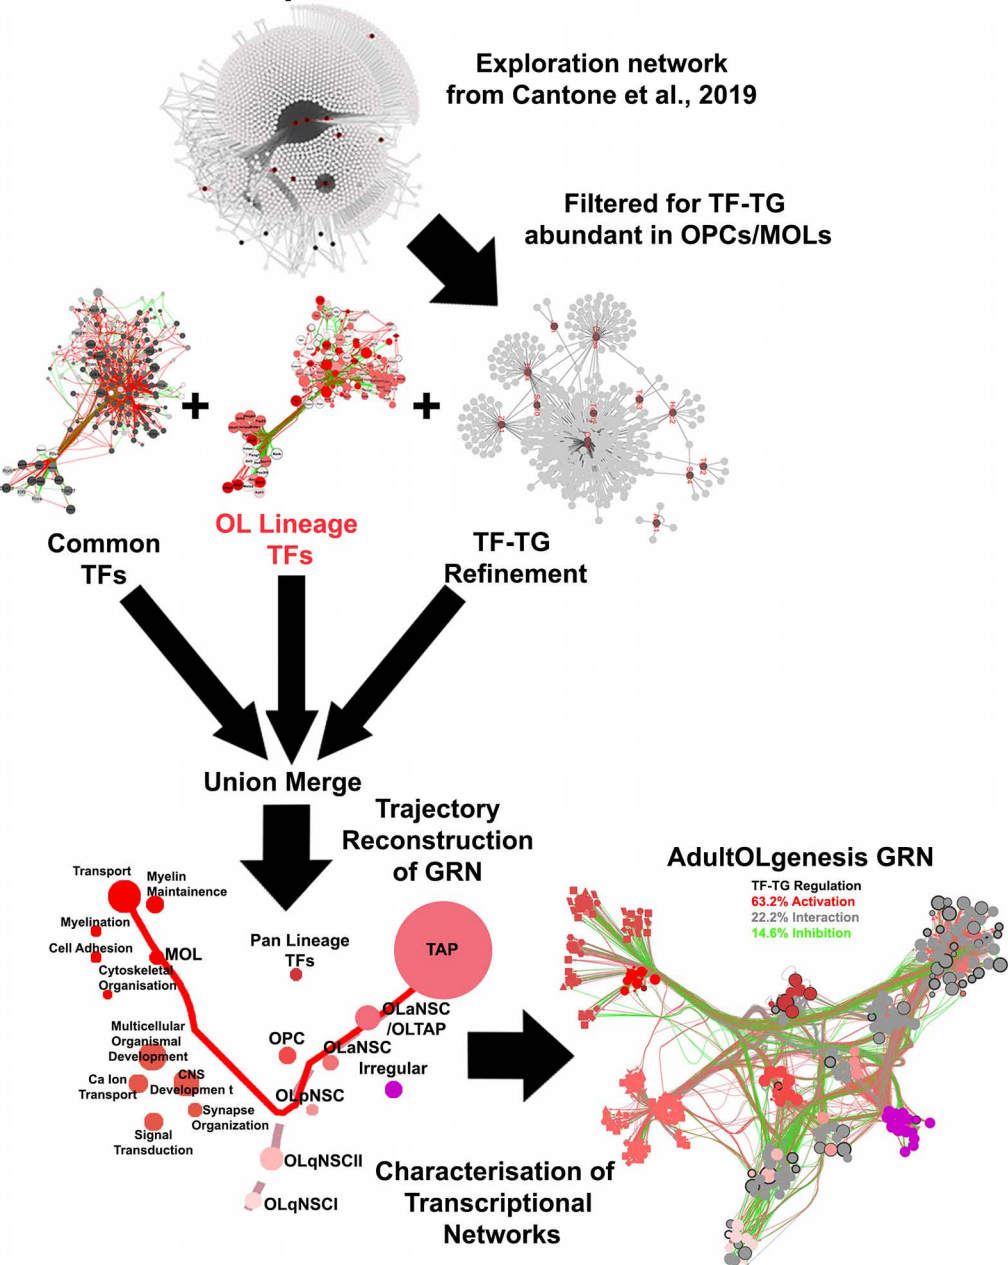 Exploration network
from Cantone et al., 2019
Filtered for TF-TG
abundant in OPCs/MOLs
+
+
Common
TFs
OL Lineage
TFs
TF-TG
Refinement
Union Merge
Trajectory
Reconstruction
of GRN
Transport
Myelin
Maintainence
Myelination
Cell Adhesion
MOL
Cytoskeletal
Organisation
Multicellular
Organismal
Development
Ca Ion
Transport
CNS
Developmen t
Synapse
Organization
Signal
Transduction
Pan Lineage
TFs
TAP
OLaNSC
/OLTAP
OPC
OLaNSC
Irregular
OLpNSC
OLqNSCII
OLqNSCI
Characterisation of
Transcriptional
Networks
AdultOLgenesis GRN
TF-TG Regulation
63.2% Activation
22.2% Interaction
14.6% Inhibition